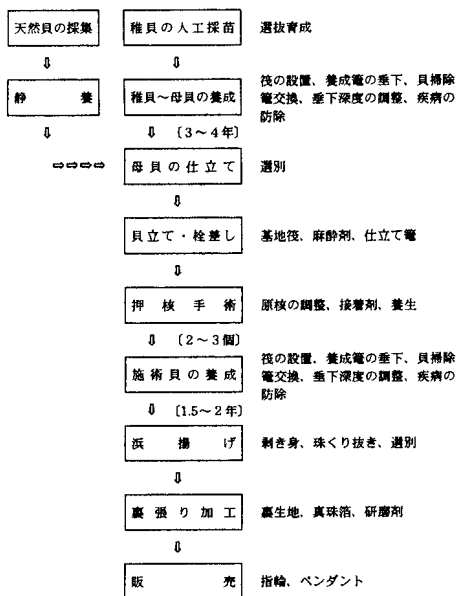 天然貝の採集 稚貝の人工採苗 選抜育成
⇩ ⇩
静養 稚貝～母貝の養成 筏の設置、養成篭の垂下、貝掃除
篭交換、垂下深度の調整、疾病の
防除
⇩ ⇩ 〔3～4年〕
⇨⇨⇨⇨ 母貝の仕立て 選別
⇩
貝立て・栓差し 基地筏、麻酔剤、仕立て篭
⇩
押核手術 原核の調整、接着剤、養生
⇩ 〔2～3個〕
施術貝の養成 筏の設置、養成篭の垂下、貝掃除
篭交換、垂下深度の調整、疾病の
防除
⇩ 〔1.5～2年〕
浜揚げ 剥き身、珠くり抜き、選別
⇩
裏張り加工 裏生地、真珠箔、研磨剤
⇩
販売 指輪、ペンダント